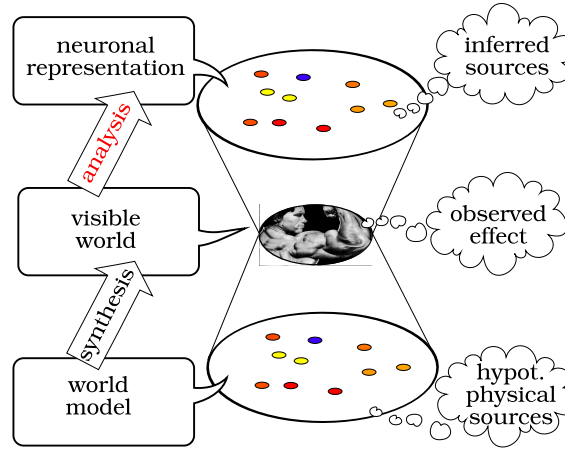 neuronal
representation
inferred
sources
analysis
visible
world
observed
effect
synthesis
world
model
hypot.
physical
sources